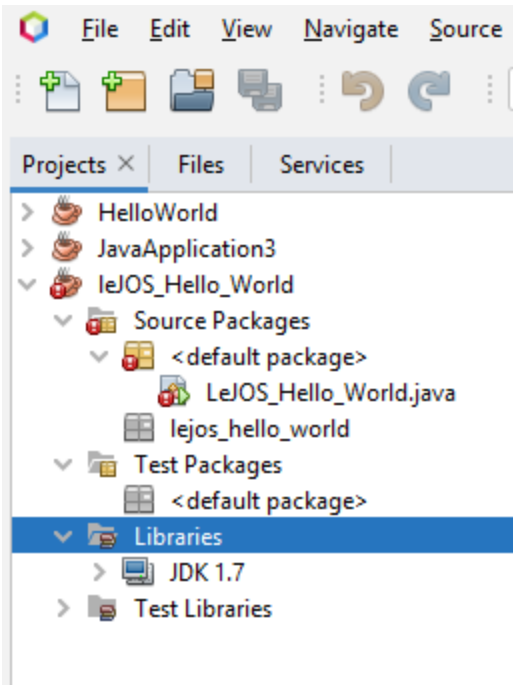 File Edit View Navigate Source
Projects Files Services
HelloWorld
JavaApplication3
leJOS_Hello_World
Source Packages
<default package>
LeJOS_Hello_World.java
lejos_hello_world
Test Packages
<default package>
Libraries
JDK 1.7
Test Libraries